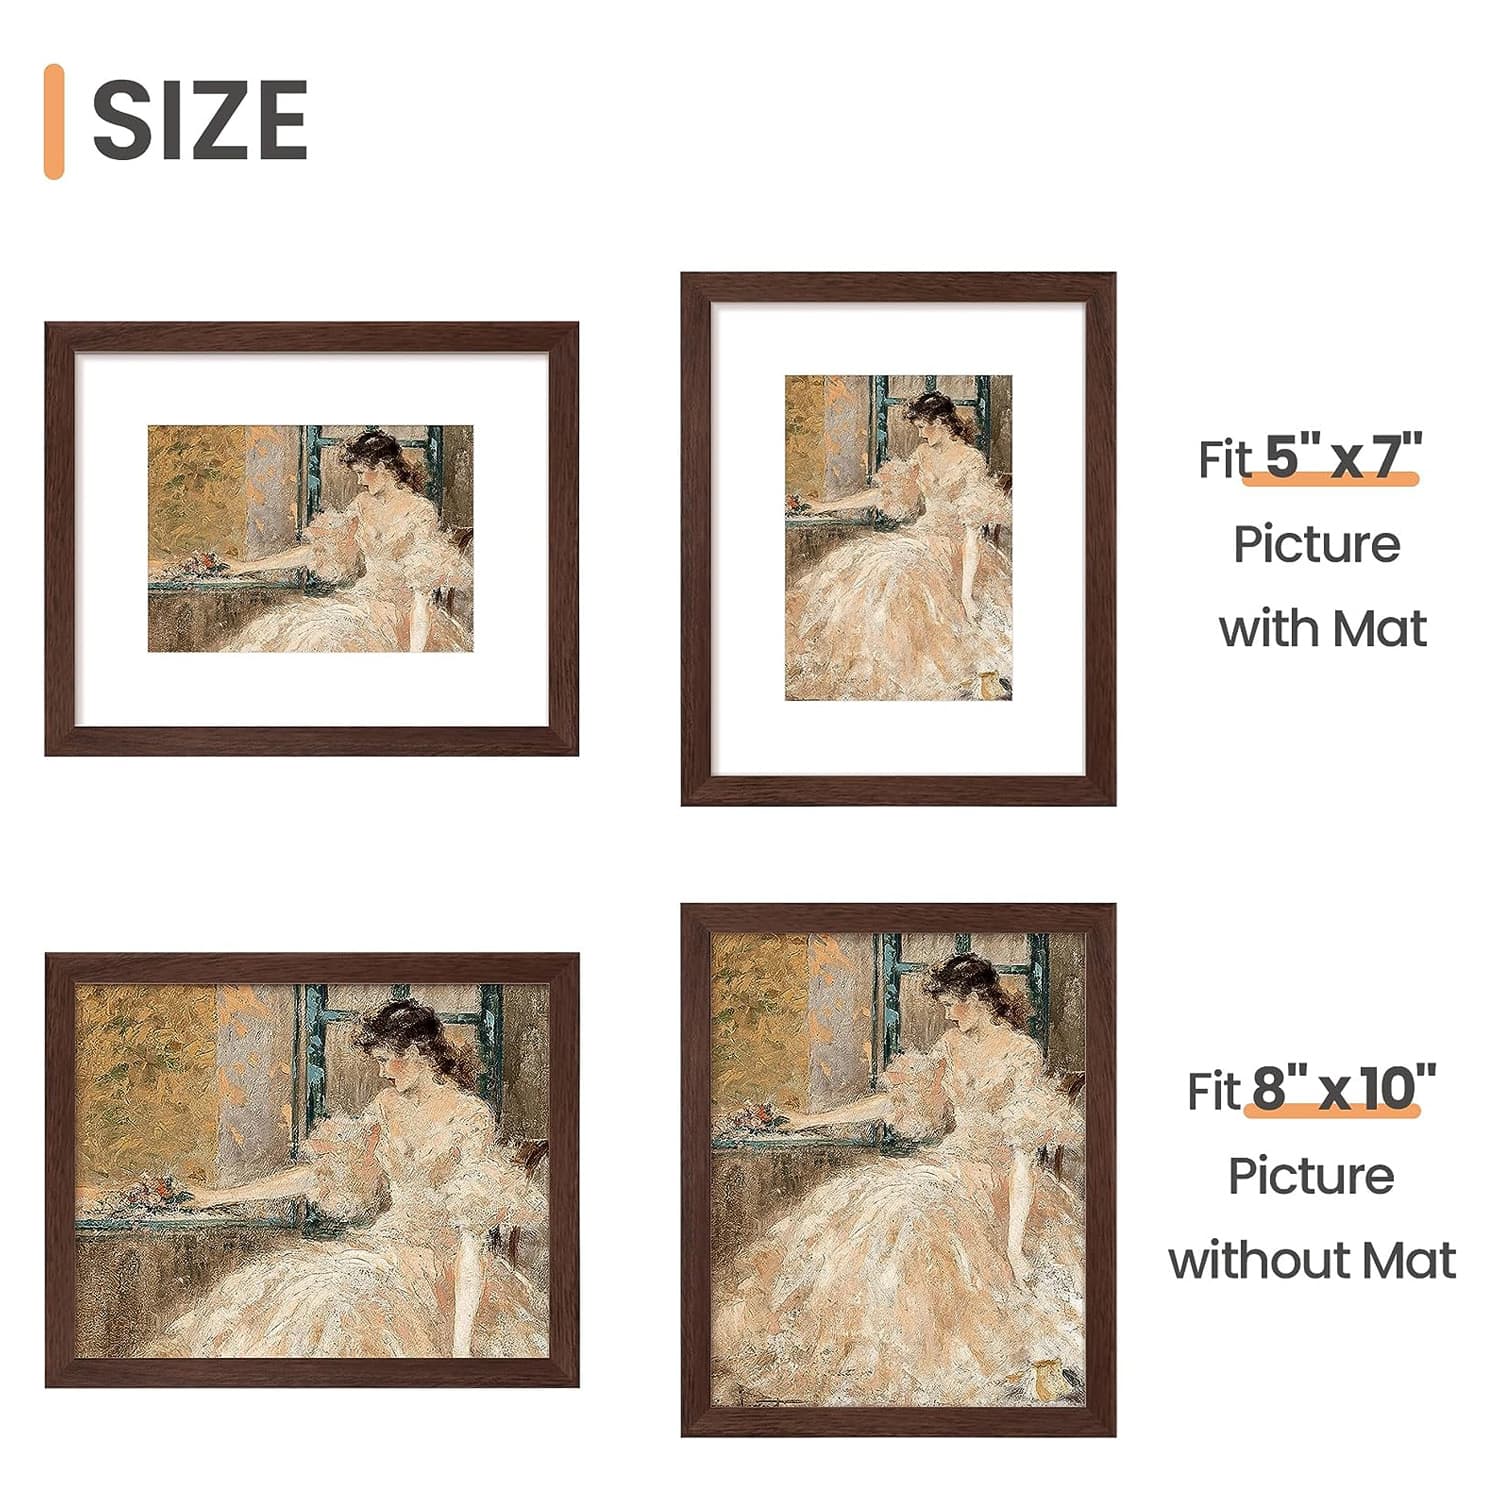 SIZE
Fit 5" x 7"
Picture
with Mat
Fit 8" x 10"
Picture
without Mat